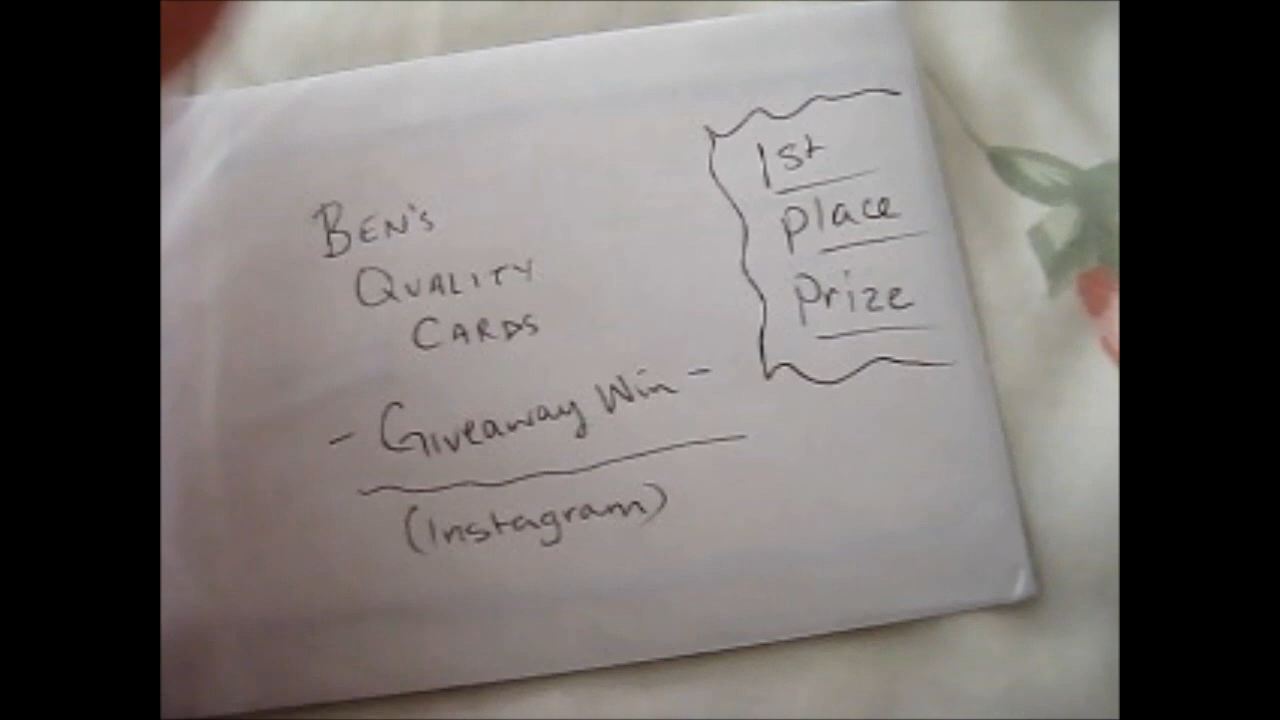 BEN'S
QUALITY
CARDS
- Giveaway Win -
(Instagram)
1st
place
prize